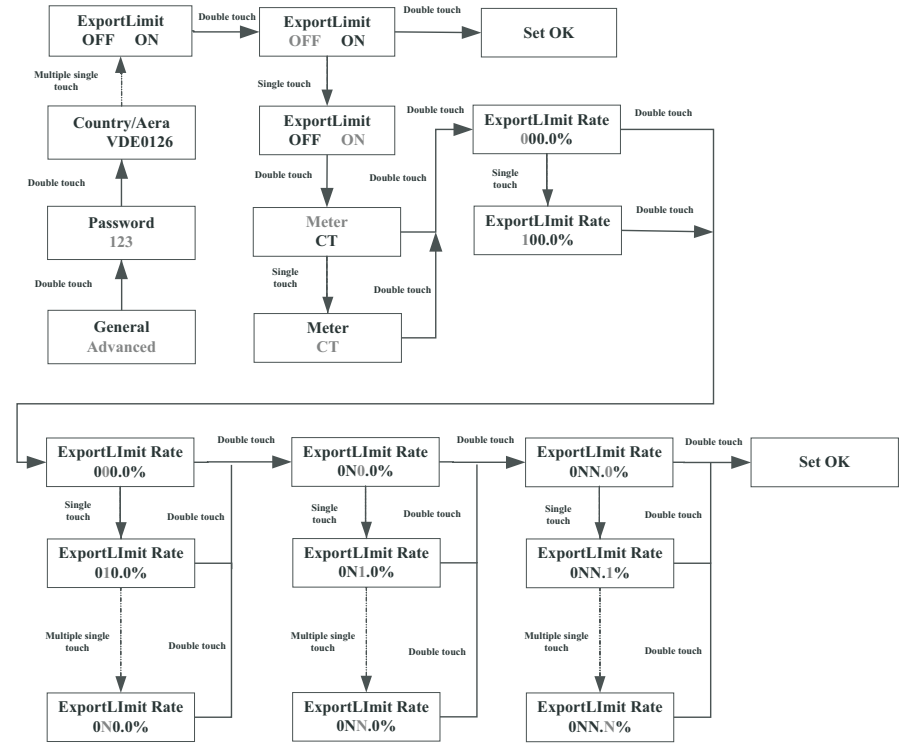 ExportLimit
OFF ON
Double touch
ExportLimit
OFF ON
Double touch
Set OK
Multiple single
touch
Single touch
Country/Aera
VDE0126
ExportLimit
OFF ON
Double touch
ExportLImit Rate
000.0%
Double touch
Double touch
Double touch
Double touch
Single
touch
Password
123
Meter
CT
ExportLImit Rate
100.0%
Double touch
Double touch
Single
touch
Double touch
General
Advanced
Meter
CT
ExportLImit Rate
000.0%
Double touch
ExportLImit Rate
0N0.0%
Double touch
ExportLImit Rate
0NN.0%
Double touch
Set OK
Single
touch
Double touch
Single
touch
Double touch
Single
touch
Double touch
ExportLImit Rate
010.0%
ExportLImit Rate
0N1.0%
ExportLImit Rate
0NN.1%
Multiple single
touch
Double touch
Multiple single
touch
Double touch
Multiple single
touch
Double touch
ExportLImit Rate
0N0.0%
ExportLImit Rate
0NN.0%
ExportLImit Rate
0NN.N%